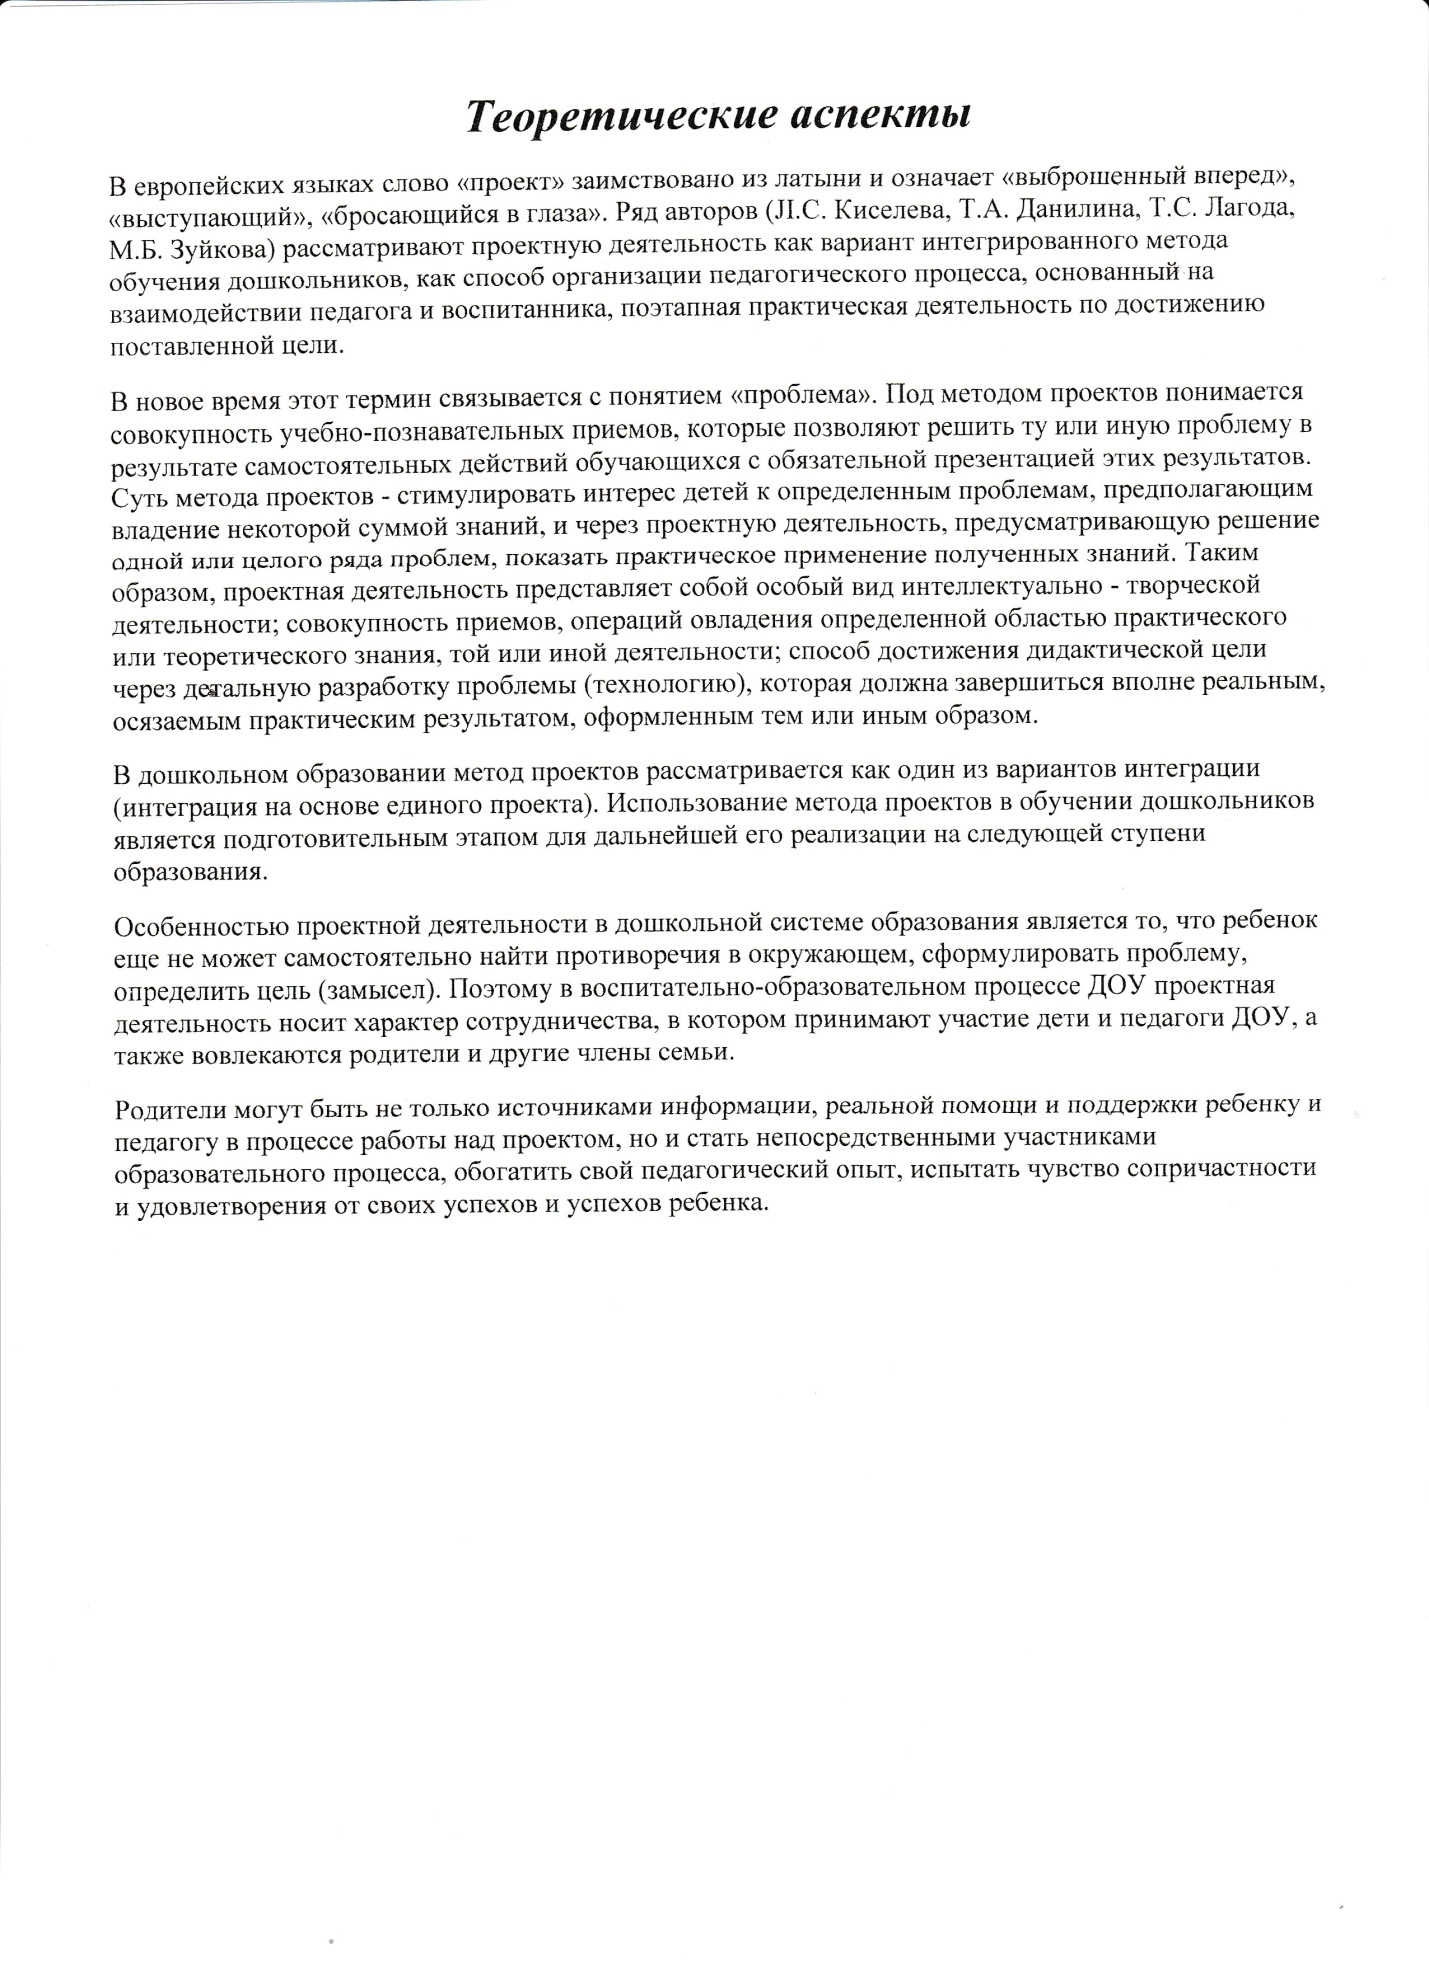 Теоретические аспекты
В европейских языках слово «проект» заимствовано из латыни и означает «выброшенный вперед»,
«выступающий», «бросающийся в глаза». Ряд авторов (Л.С. Киселева, Т.А. Данилина, Т.С. Лагода,
М.Б. Зуйкова) рассматривают проектную деятельность как вариант интегрированного метода
обучения дошкольников, как способ организации педагогического процесса, основанный на
взаимодействии педагога и воспитанника, поэтапная практическая деятельность по достижению
поставленной цели.
В новое время этот термин связывается с понятием «проблема». Под методом проектов понимается
совокупность учебно-познавательных приемов, которые позволяют решить ту или иную проблему в
результате самостоятельных действий обучающихся с обязательной презентацией этих результатов.
Суть метода проектов - стимулировать интерес детей к определенным проблемам, предполагающим
владение некоторой суммой знаний, и через проектную деятельность, предусматривающую решение
одной или целого ряда проблем, показать практическое применение полученных знаний. Таким
образом, проектная деятельность представляет собой особый вид интеллектуально - творческой
деятельности; совокупность приемов, операций овладения определенной областью практического
или теоретического знания, той или иной деятельности; способ достижения дидактической цели
через детальную разработку проблемы (технологию), которая должна завершиться вполне реальным,
осязаемым практическим результатом, оформленным тем или иным образом.
В дошкольном образовании метод проектов рассматривается как один из вариантов интеграции
(интеграция на основе единого проекта). Использование метода проектов в обучении дошкольников
является подготовительным этапом для дальнейшей его реализации на следующей ступени
образования.
Особенностью проектной деятельности в дошкольной системе образования является то, что ребенок
еще не может самостоятельно найти противоречия в окружающем, сформулировать проблему,
определить цель (замысел). Поэтому в воспитательно-образовательном процессе ДОУ проектная
деятельность носит характер сотрудничества, в котором принимают участие дети и педагоги ДОУ, а
также вовлекаются родители и другие члены семьи.
Родители могут быть не только источниками информации, реальной помощи и поддержки ребенку и
педагогу в процессе работы над проектом, но и стать непосредственными участниками
образовательного процесса, обогатить свой педагогический опыт, испытать чувство сопричастности
и удовлетворения от своих успехов и успехов ребенка.